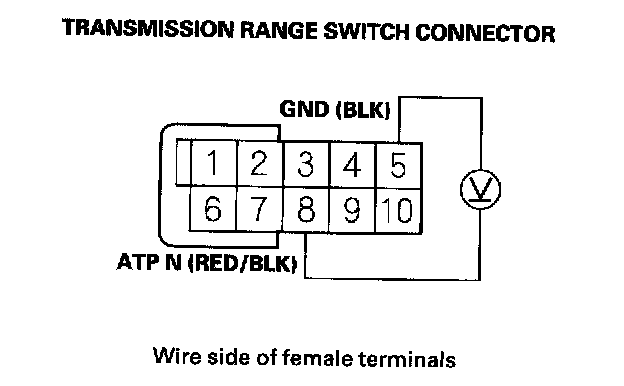 TRANSMISSION RANGE SWITCH CONNECTOR
GND (BLK)
1 2 3 4 5
6 7 8 9 10
V
ATP N (RED/BLK)
Wire side of female terminals